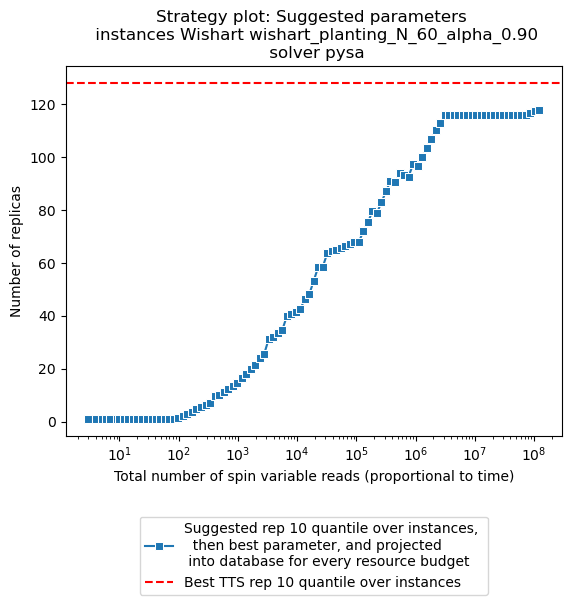 Strategy plot: Suggested parameters
instances Wishart wishart_planting_N_60_alpha_0.90
solver pysa
Number of replicas
120
100
80
60
40
20
0
10^1 10^2 10^3 10^4 10^5 10^6 10^7 10^8
Total number of spin variable reads (proportional to time)
Suggested rep 10 quantile over instances,
then best parameter, and projected
into database for every resource budget
Best TTS rep 10 quantile over instances